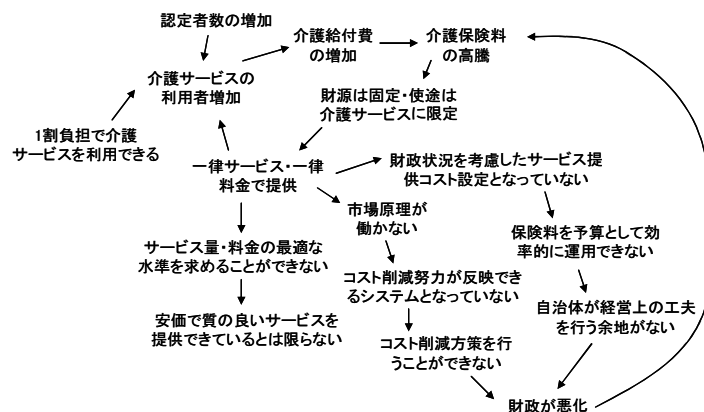 認定者数の増加
介護給付費
の増加
介護保険料
の高騰
介護サービスの
利用者増加
財源は固定・使途は
介護サービスに限定
1割負担で介護
サービスを利用できる
一律サービス・一律
料金で提供
財政状況を考慮したサービス提
供コスト設定となっていない
市場原理が
働かない
保険料を予算として効
率的に運用できない
サービス量・料金の最適な
水準を求めることができない
コスト削減努力が反映でき
るシステムとなっていない
自治体が経営上の工夫
を行う余地がない
安価で質の良いサービスを
提供できているとは限らない
コスト削減方策を行
うことができない
財政が悪化